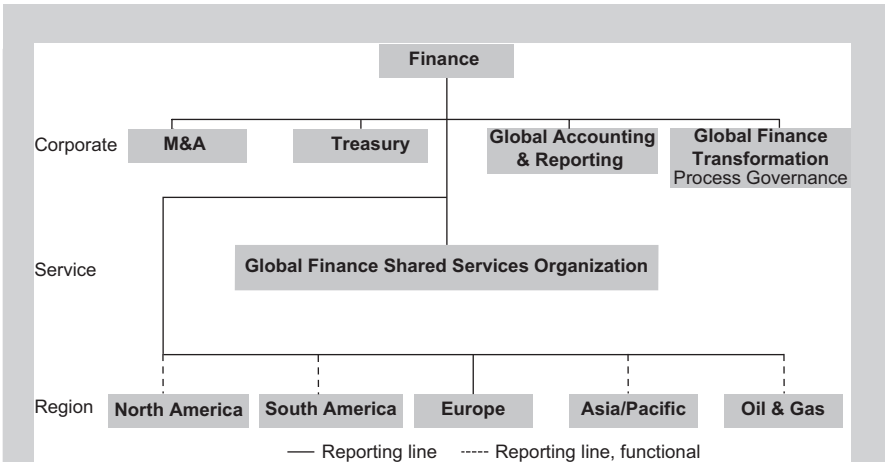 Finance
Corporate
M&A
Treasury
Global Accounting
& Reporting
Global Finance
Transformation
Process Governance
Service
Global Finance Shared Services Organization
Region
North America
South America
Europe
Asia/Pacific
Oil & Gas
Reporting line
Reporting line, functional